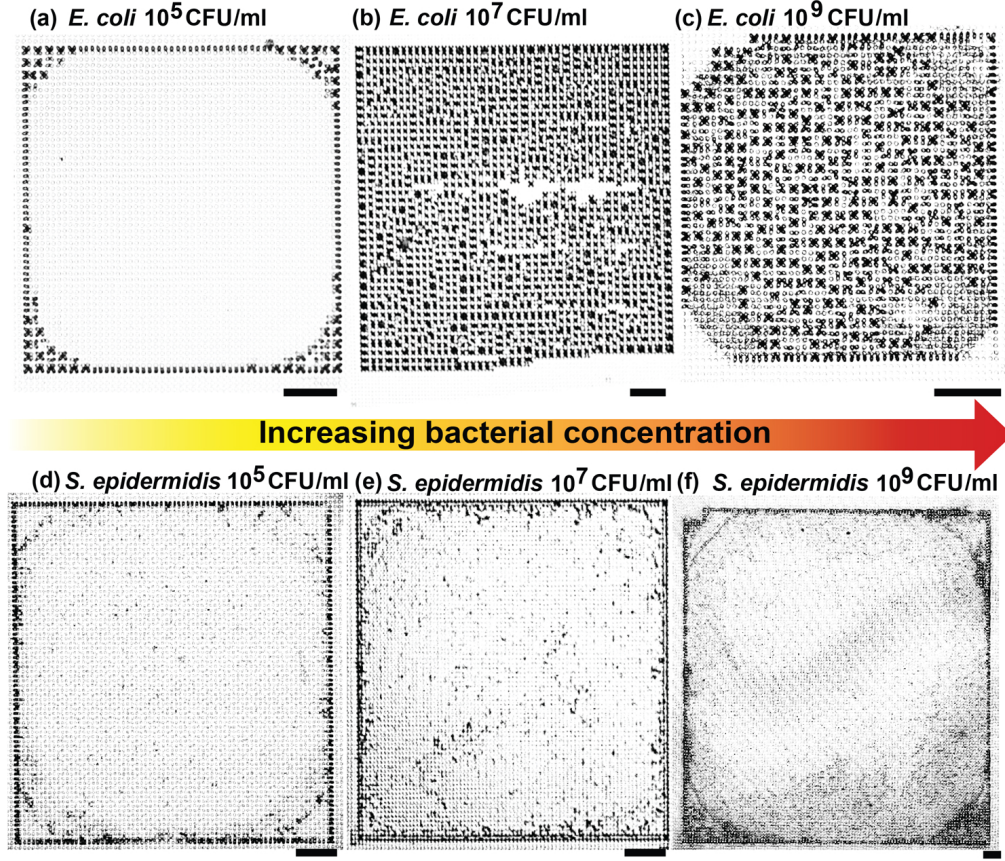 (a) E. coli 10⁵ CFU/ml
(b) E. coli 10⁷ CFU/ml
(c) E. coli 10⁹ CFU/ml
Increasing bacterial concentration
(d) S. epidermidis 10⁵ CFU/ml
(e) S. epidermidis 10⁷ CFU/ml
(f) S. epidermidis 10⁹ CFU/ml